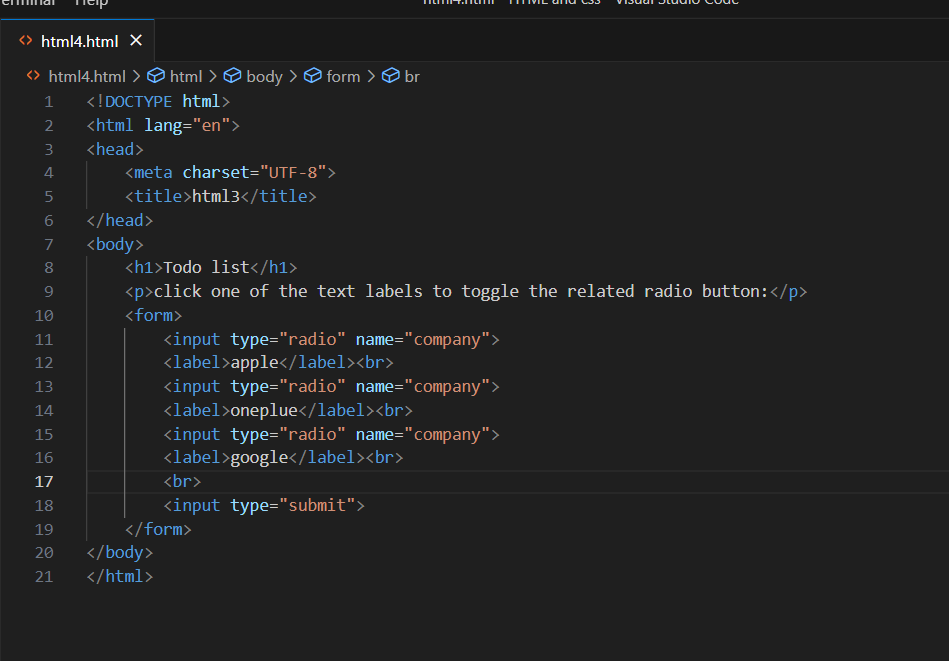 erminal Help html4.html - HTML and css - Visual Studio Code
html4.html
html4.html > html > body > form > br
1 <!DOCTYPE html>
2 <html lang="en">
3 <head>
4     <meta charset="UTF-8">
5     <title>html3</title>
6 </head>
7 <body>
8     <h1>Todo list</h1>
9     <p>click one of the text labels to toggle the related radio button:</p>
10     <form>
11         <input type="radio" name="company">
12         <label>apple</label><br>
13         <input type="radio" name="company">
14         <label>oneplue</label><br>
15         <input type="radio" name="company">
16         <label>google</label><br>
17         <br>
18         <input type="submit">
19     </form>
20 </body>
21 </html>